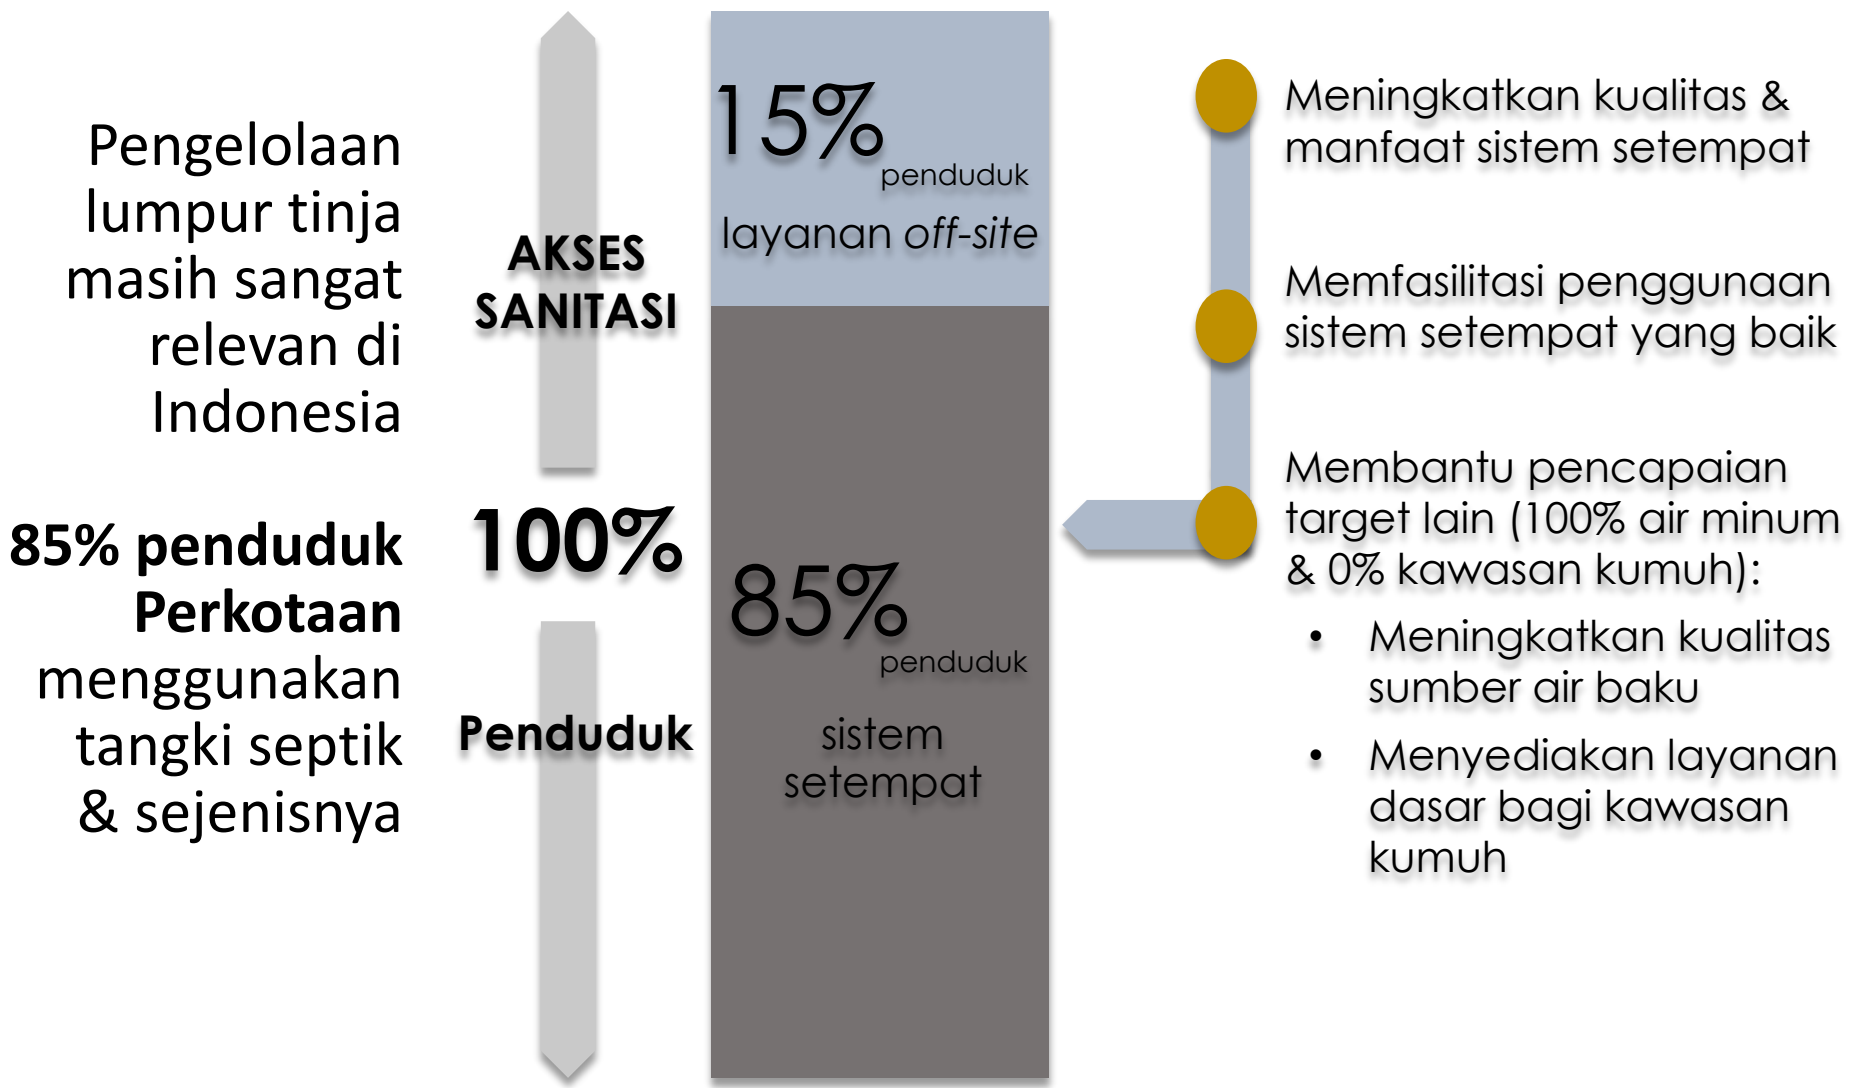 Pengelolaan
lumpur tinja
masih sangat
relevan di
Indonesia
85% penduduk
Perkotaan
menggunakan
tangki septik
& sejenisnya
AKSES
SANITASI
100%
Penduduk
15%
penduduk
layanan off-site
85%
penduduk
sistem
setempat
Meningkatkan kualitas &
manfaat sistem setempat
Memfasilitasi penggunaan
sistem setempat yang baik
Membantu pencapaian
target lain (100% air minum
& 0% kawasan kumuh):
• Meningkatkan kualitas
sumber air baku
• Menyediakan layanan
dasar bagi kawasan
kumuh